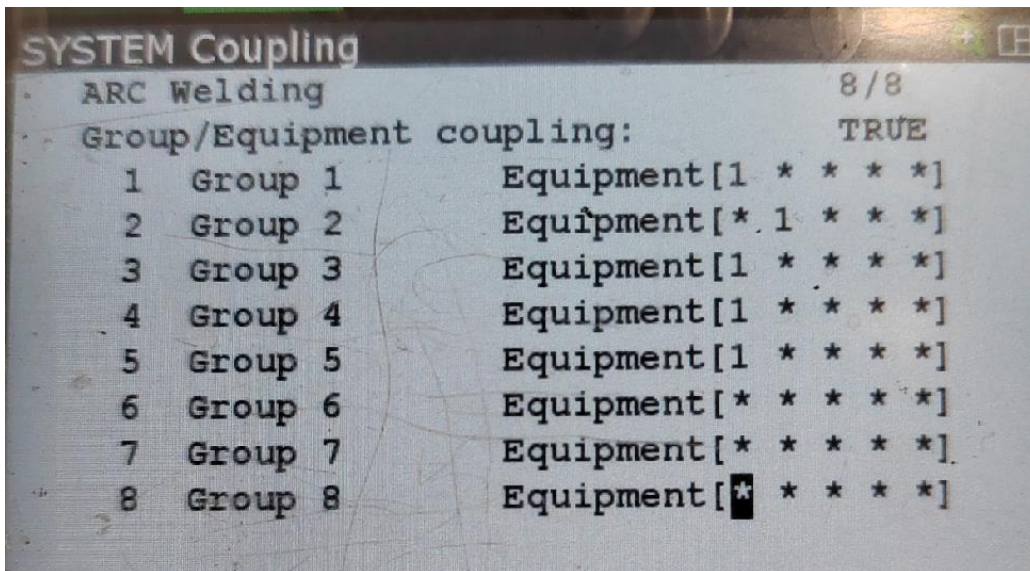 SYSTEM Coupling
ARC Welding 8/8
Group/Equipment coupling: TRUE
1 Group 1 Equipment[1 * * * *]
2 Group 2 Equipment[* 1 * * *]
3 Group 3 Equipment[1 * * * *]
4 Group 4 Equipment[1 * * * *]
5 Group 5 Equipment[1 * * * *]
6 Group 6 Equipment[* * * * *]
7 Group 7 Equipment[* * * * *]
8 Group 8 Equipment[* * * * *]